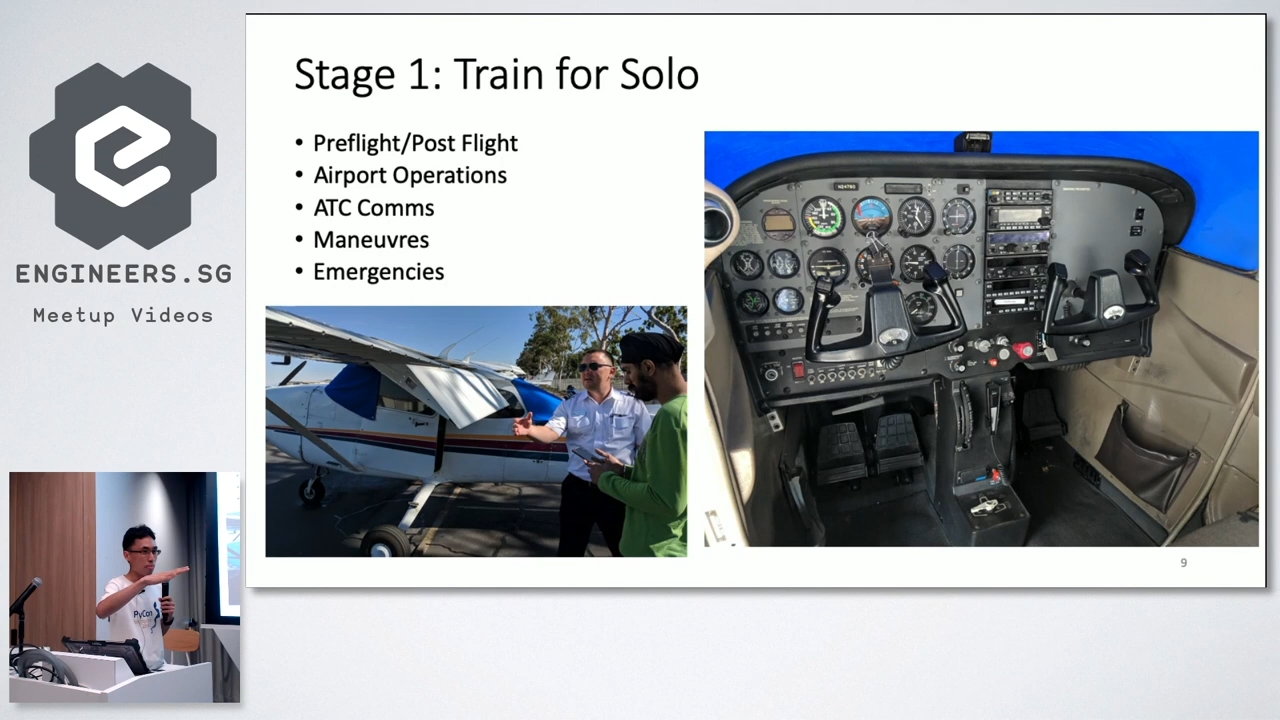 ENGINEERS.SG
Meetup Videos
Stage 1: Train for Solo
• Preflight/Post Flight
• Airport Operations
• ATC Comms
• Maneuvres
• Emergencies
9
PyCon